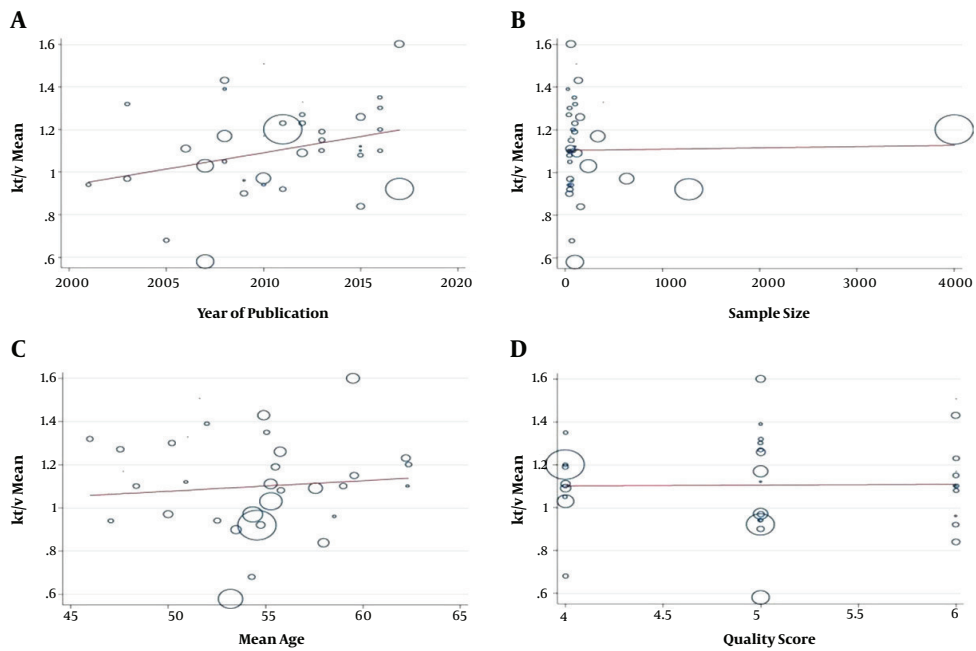 A
kt/v Mean
1.6
1.4
1.2
1
.8
.6
2000 2005 2010 2015 2020
Year of Publication
B
kt/v Mean
1.6
1.4
1.2
1
.8
.6
0 1000 2000 3000 4000
Sample Size
C
kt/v Mean
1.6
1.4
1.2
1
.8
.6
45 50 55 60 65
Mean Age
D
kt/v Mean
1.6
1.4
1.2
1
.8
.6
4 4.5 5 5.5 6
Quality Score